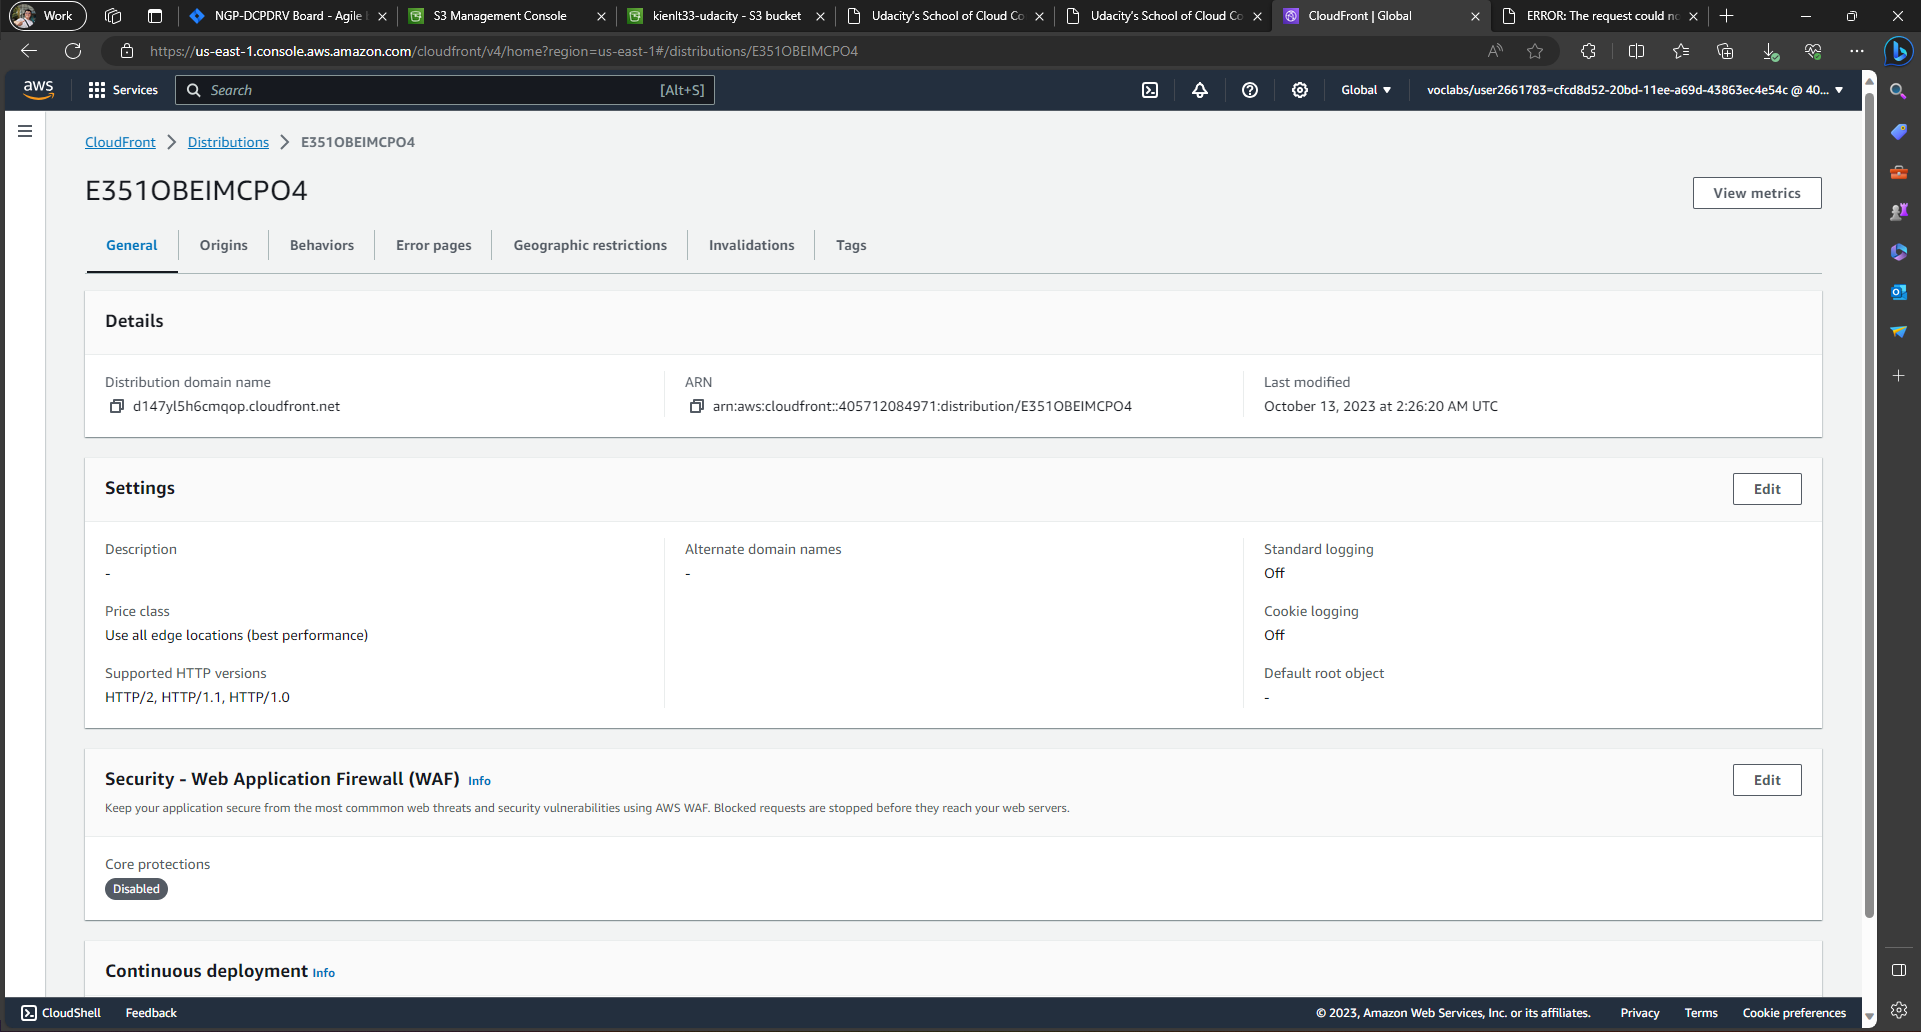 Work
NGP-DCPDRV Board - Agile
S3 Management Console
kienlt33-udacity - S3 bucket
Udacity's School of Cloud Co
Udacity's School of Cloud Co
CloudFront | Global
ERROR: The request could no
https://us-east-1.console.aws.amazon.com/cloudfront/v4/home?region=us-east-1#/distributions/E351OBEIMCPO4
aws
Services
Search
[Alt+S]
Global
voclabs/user2661783=cfcd8d52-20bd-11ee-a69d-43863ec4e54c @ 40...
CloudFront
Distributions
E351OBEIMCPO4
E351OBEIMCPO4
View metrics
General
Origins
Behaviors
Error pages
Geographic restrictions
Invalidations
Tags
Details
Distribution domain name
d147yl5h6cmqop.cloudfront.net
ARN
arn:aws:cloudfront::405712084971:distribution/E351OBEIMCPO4
Last modified
October 13, 2023 at 2:26:20 AM UTC
Settings
Edit
Description
-
Price class
Use all edge locations (best performance)
Supported HTTP versions
HTTP/2, HTTP/1.1, HTTP/1.0
Alternate domain names
-
Standard logging
Off
Cookie logging
Off
Default root object
-
Security - Web Application Firewall (WAF) Info
Edit
Keep your application secure from the most commmon web threats and security vulnerabilities using AWS WAF. Blocked requests are stopped before they reach your web servers.
Core protections
Disabled
Continuous deployment Info
CloudShell
Feedback
© 2023, Amazon Web Services, Inc. or its affiliates.
Privacy
Terms
Cookie preferences